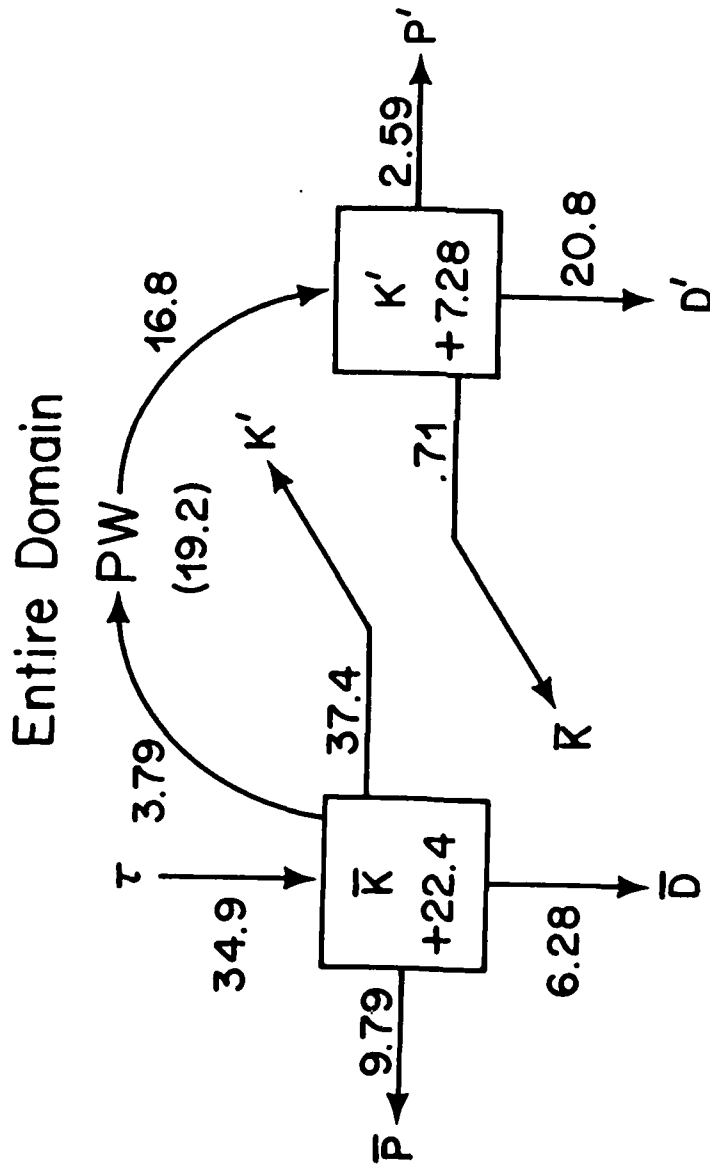 Entire Domain
PW
(19.2)
3.79
16.8
τ
34.9
K̅
+22.4
37.4
K′
9.79
P̅
6.28
D̅
K′
+7.28
2.59
P′
.71
K̅
20.8
D′